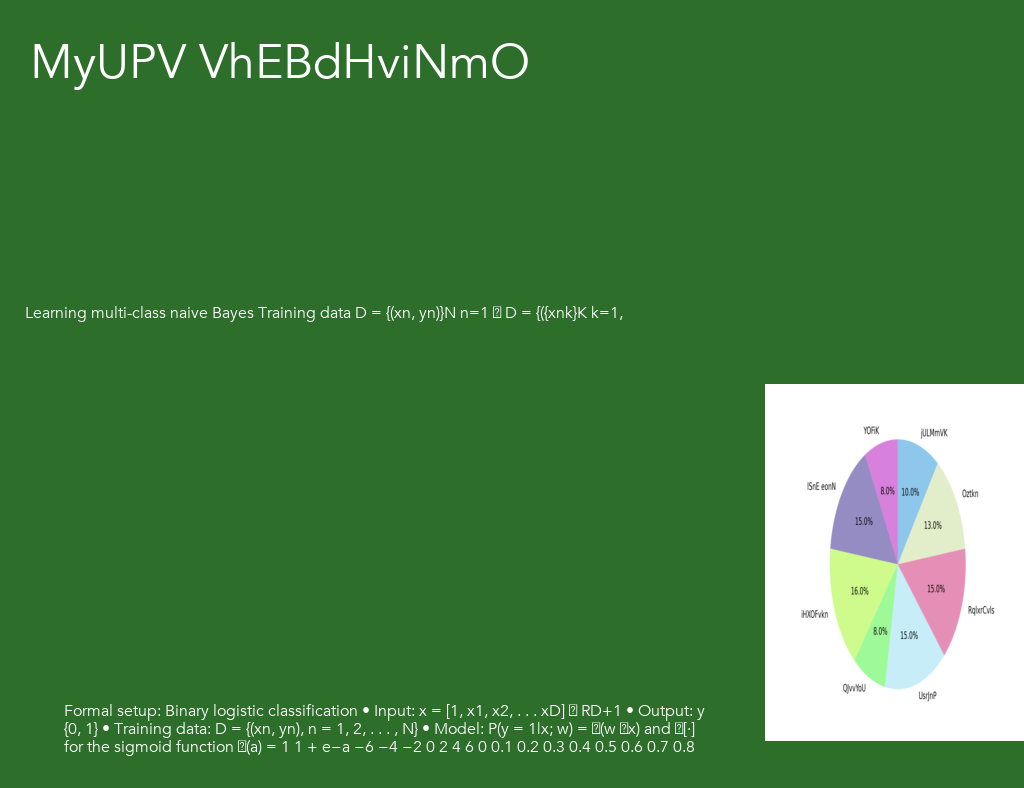 MyUPV VhEBdHviNmO
Learning multi-class naive Bayes Training data D = {(xn, yn)}N n=1 � D = {({xnk}K k=1,
YOFiK
jULMmVK
lSnE eonN
Oztkn
8.0%
10.0%
15.0%
13.0%
16.0%
15.0%
iHXOFvkn
RqlxrCvls
8.0%
15.0%
QJvvYoU
UsrJnP
Formal setup: Binary logistic classification • Input: x = [1, x1, x2, . . . xD] � RD+1 • Output: y
{0, 1} • Training data: D = {(xn, yn), n = 1, 2, . . . , N} • Model: P(y = 1|x; w) = �(w �x) and �[·]
for the sigmoid function �(a) = 1 1 + e−a −6 −4 −2 0 2 4 6 0 0.1 0.2 0.3 0.4 0.5 0.6 0.7 0.8